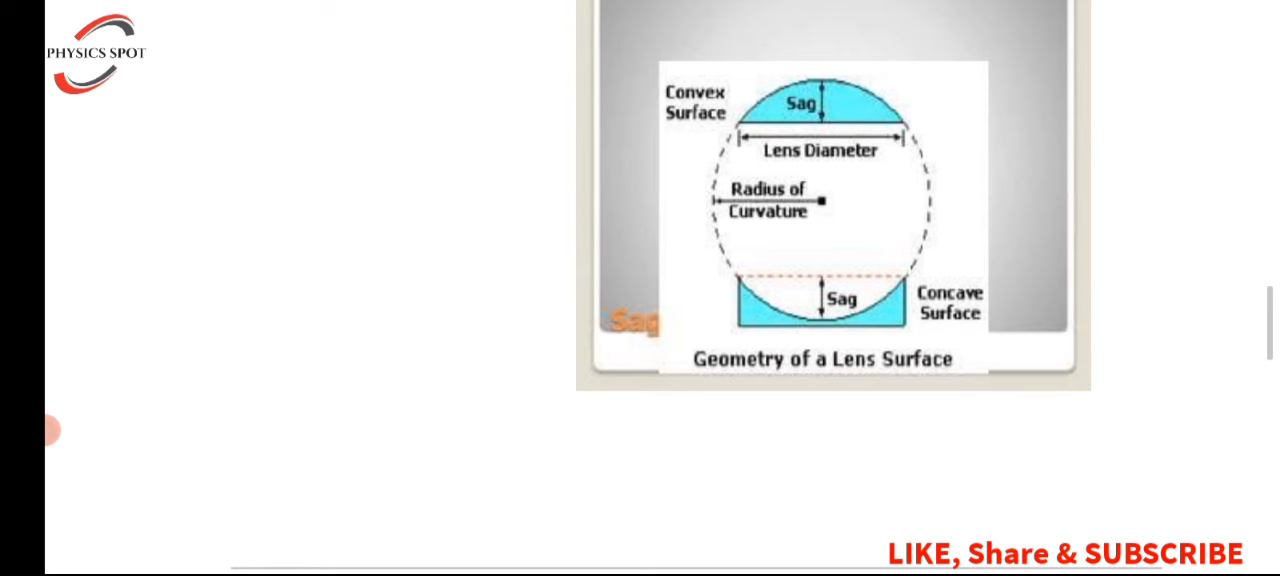 PHYSICS SPOT
Convex
Surface
Sag
Lens Diameter
Radius of
Curvature
Sag
Concave
Surface
Sag
Geometry of a Lens Surface
LIKE, Share & SUBSCRIBE